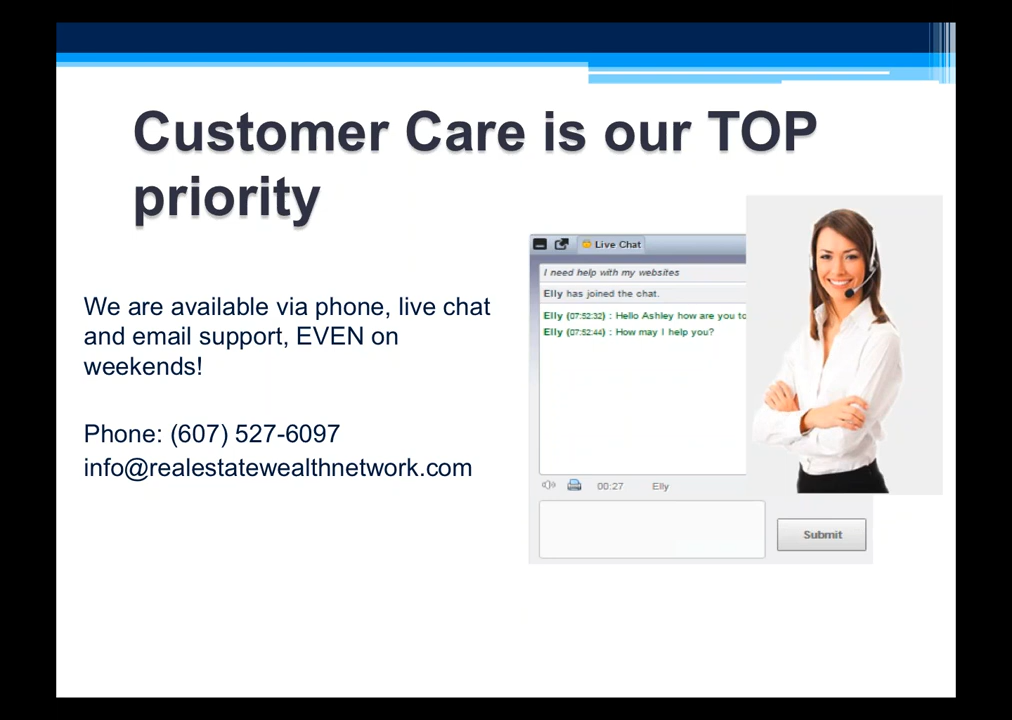 Customer Care is our TOP
priority
We are available via phone, live chat
and email support, EVEN on
weekends!
Phone: (607) 527-6097
info@realestatewealthnetwork.com
Live Chat
I need help with my websites
Elly has joined the chat.
Elly (07:52:32) : Hello Ashley how are you to
Elly (07:52:44) : How may I help you?
00:27 Elly
Submit